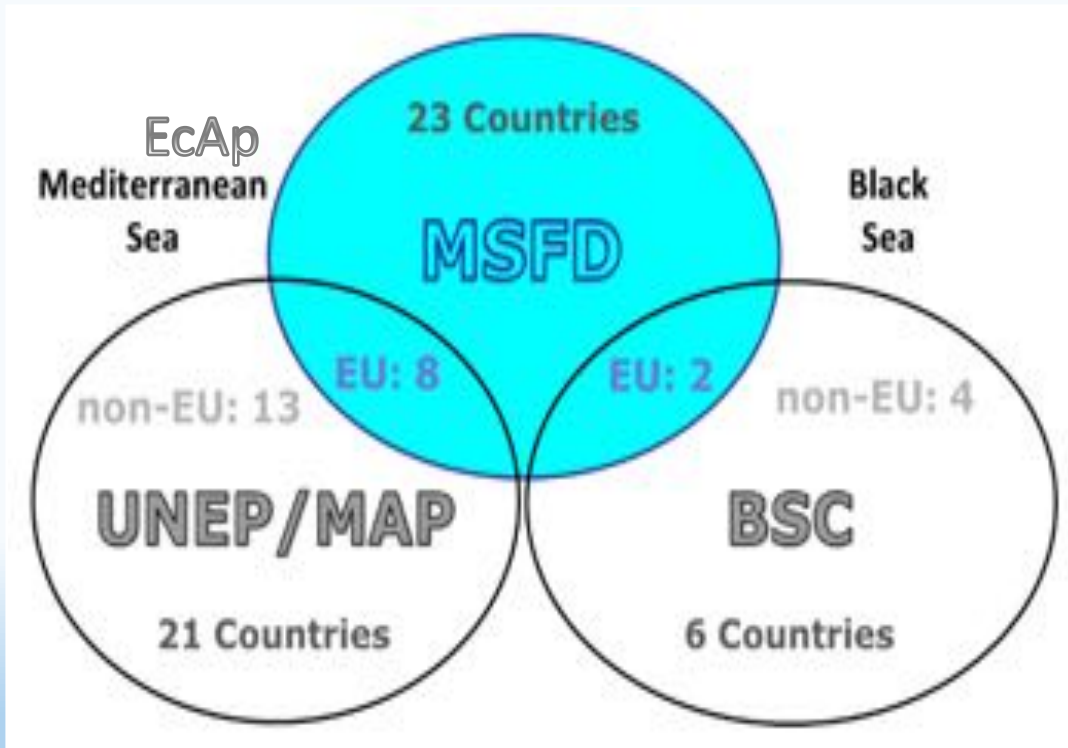 23 Countries
EcAp
Mediterranean
Sea
Black
Sea
MSFD
EU: 8
EU: 2
non-EU: 13
non-EU: 4
UNEP/MAP
BSC
21 Countries
6 Countries